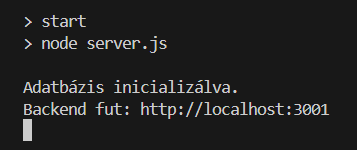 > start
> node server.js
Adatbázis inicializálva.
Backend fut: http://localhost:3001